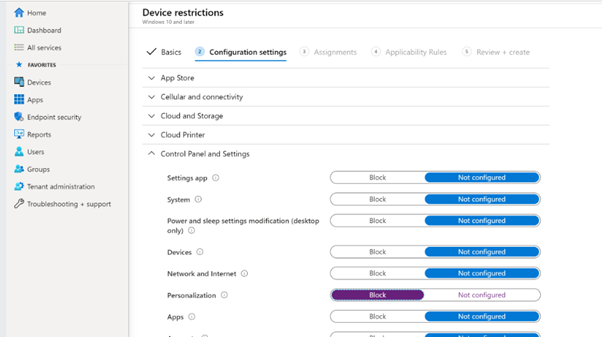 Home
Dashboard
All services
FAVORITES
Devices
Apps
Endpoint security
Reports
Users
Groups
Tenant administration
Troubleshooting + support
Device restrictions
Windows 10 and later
Basics
2 Configuration settings
3 Assignments
4 Applicability Rules
5 Review + create
App Store
Cellular and connectivity
Cloud and Storage
Cloud Printer
Control Panel and Settings
Settings app Block Not configured
System Block Not configured
Power and sleep settings modification (desktop
only) Block Not configured
Devices Block Not configured
Network and Internet Block Not configured
Personalization Block Not configured
Apps Block Not configured